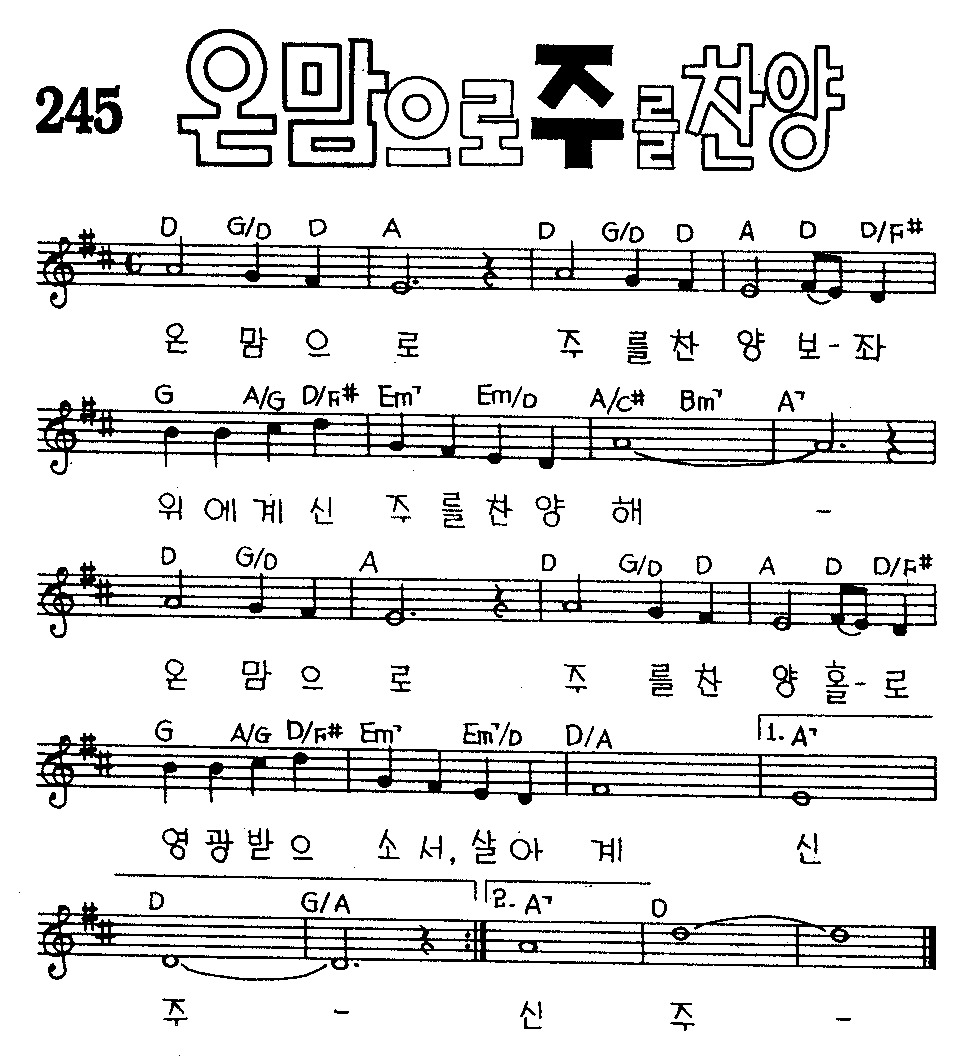 245 온맘으로주를찬양
D G/D D A D G/D D A D D/F#
온 맘 으 로 주 를 찬 양 보 - 좌
G A/G D/F# Em7 Em/D A/C# Bm7 A7
위 에 계 신 주 를 찬 양 해 -
D G/D A D G/D D A D D/F#
온 맘 으 로 주 를 찬 양 홀 - 로
G A/G D/F# Em7 Em7/D D/A 1. A7
영 광 받 으 소 서, 살 아 계 신
D G/A 2. A7 D
주 - 신 주 -